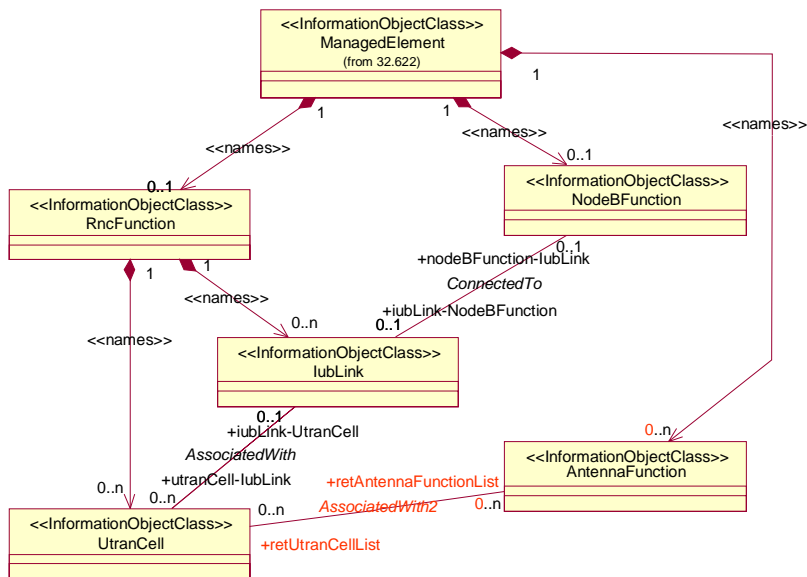 <<InformationObjectClass>>
ManagedElement
(from 32.622)
1
1
1
<<names>>
<<names>>
<<names>>
0..1
0..1
<<InformationObjectClass>>
RncFunction
<<InformationObjectClass>>
NodeBFunction
1
1
0..1
+nodeBFunction-IubLink
ConnectedTo
<<names>>
+iubLink-NodeBFunction
0..n
0..1
<<names>>
<<InformationObjectClass>>
IubLink
0..1
+iubLink-UtranCell
AssociatedWith
+utranCell-IubLink
0..n
0..n
0..n
<<InformationObjectClass>>
AntennaFunction
+retAntennaFunctionList
0..n
AssociatedWith2
0..n
<<InformationObjectClass>>
UtranCell
+retUtranCellList